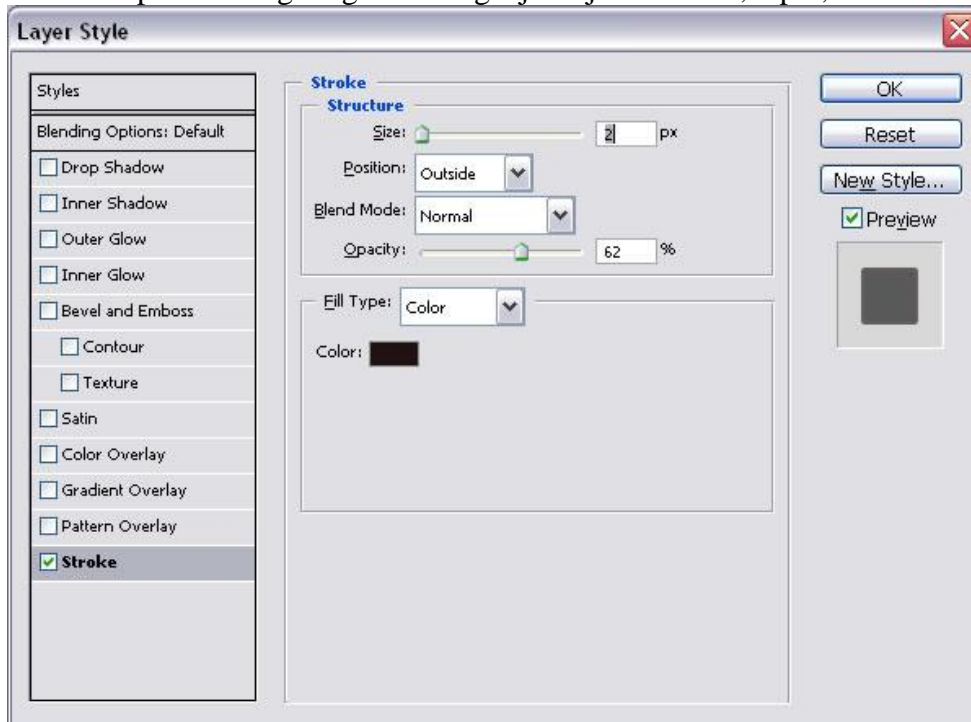 Layer Style
Styles
Blending Options: Default
Drop Shadow
Inner Shadow
Outer Glow
Inner Glow
Bevel and Emboss
Contour
Texture
Satin
Color Overlay
Gradient Overlay
Pattern Overlay
Stroke
Stroke
Structure
Size: 2 px
Position: Outside
Blend Mode: Normal
Opacity: 62 %
Fill Type: Color
Color:
OK
Reset
New Style...
Preview